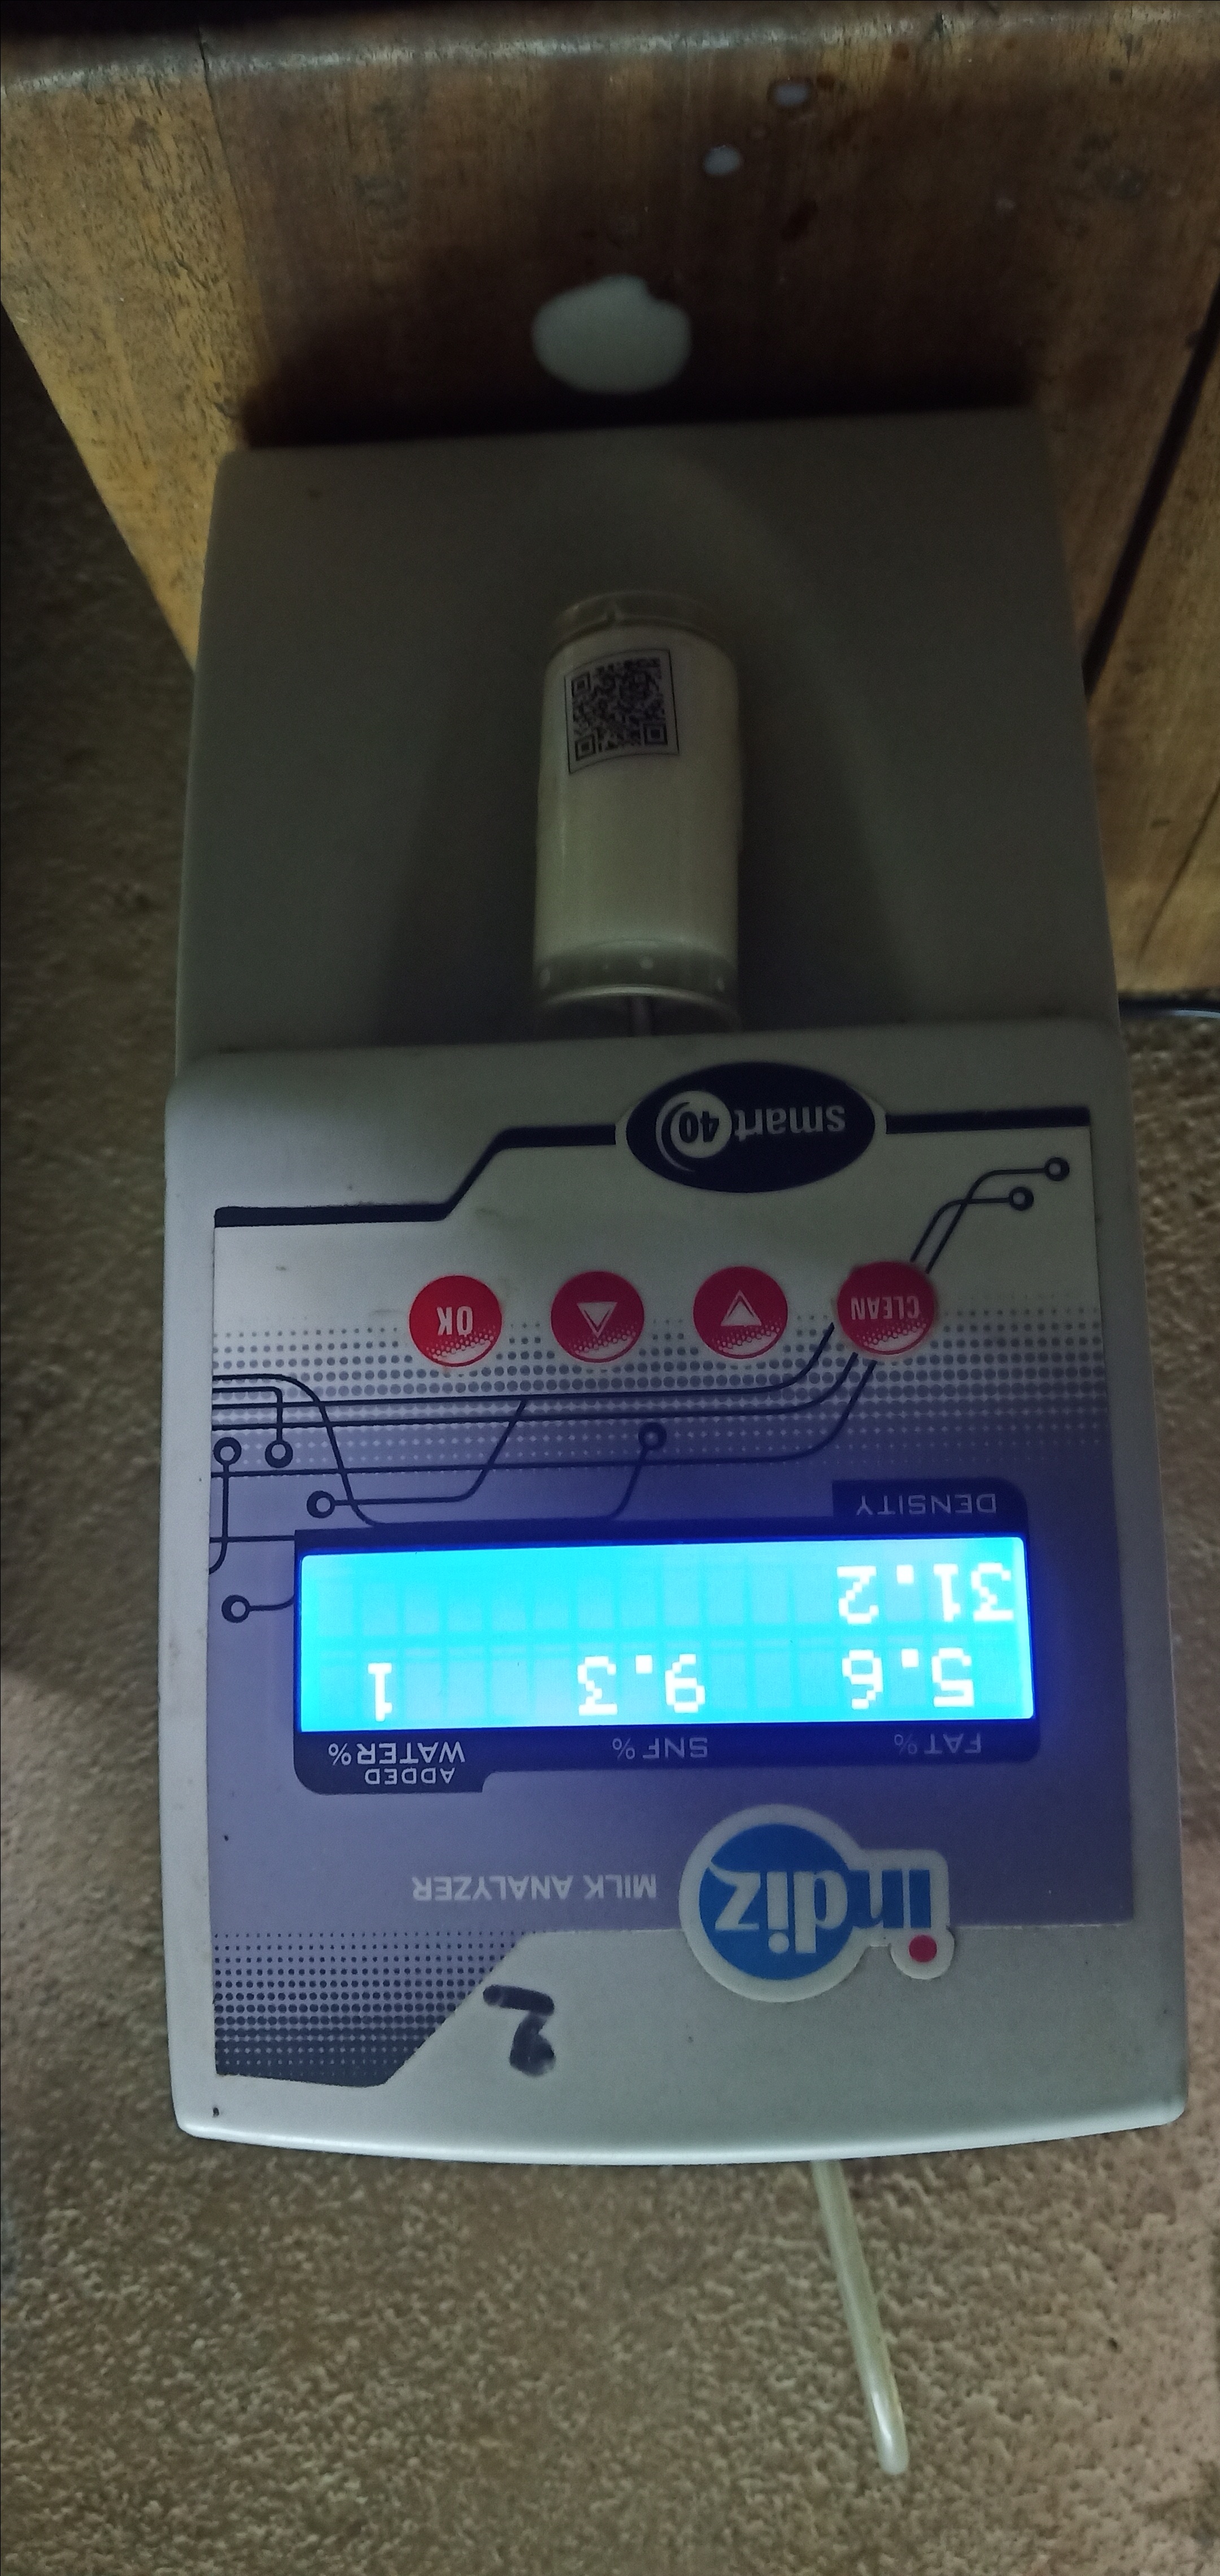 indiz
MILK ANALYZER
FAT %
SNF %
ADDED
WATER %
5.6 9.3 1
31.2
DENSITY
CLEAN
OK
smart 40